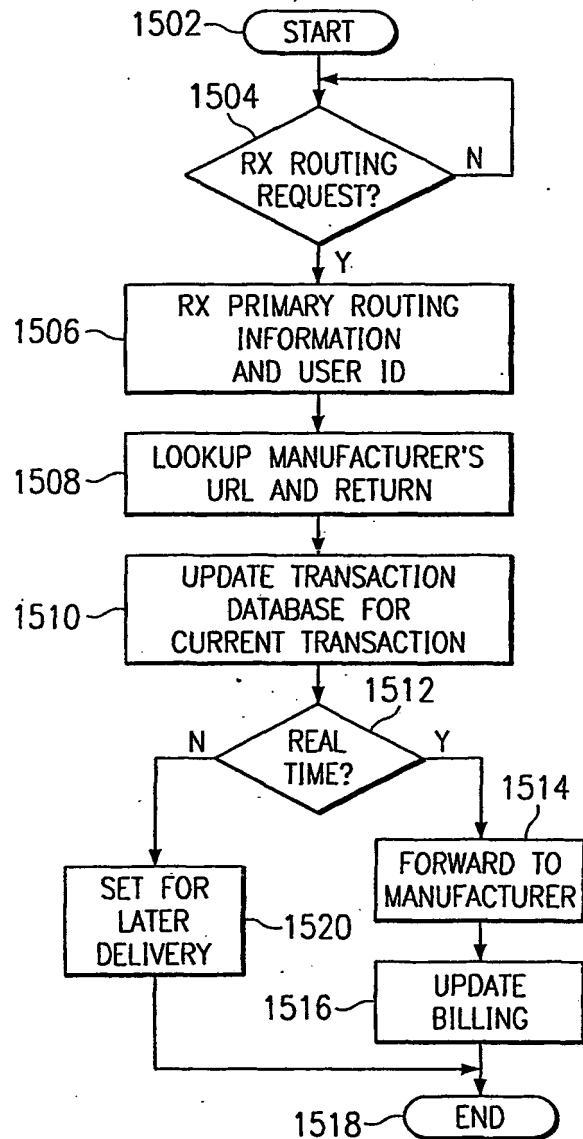 1502
START
1504
RX ROUTING
REQUEST?
N
Y
1506
RX PRIMARY ROUTING
INFORMATION
AND USER ID
1508
LOOKUP MANUFACTURER'S
URL AND RETURN
1510
UPDATE TRANSACTION
DATABASE FOR
CURRENT TRANSACTION
1512
N
REAL
TIME?
Y
1514
FORWARD TO
MANUFACTURER
SET FOR
LATER
DELIVERY
1520
1516
UPDATE
BILLING
1518
END